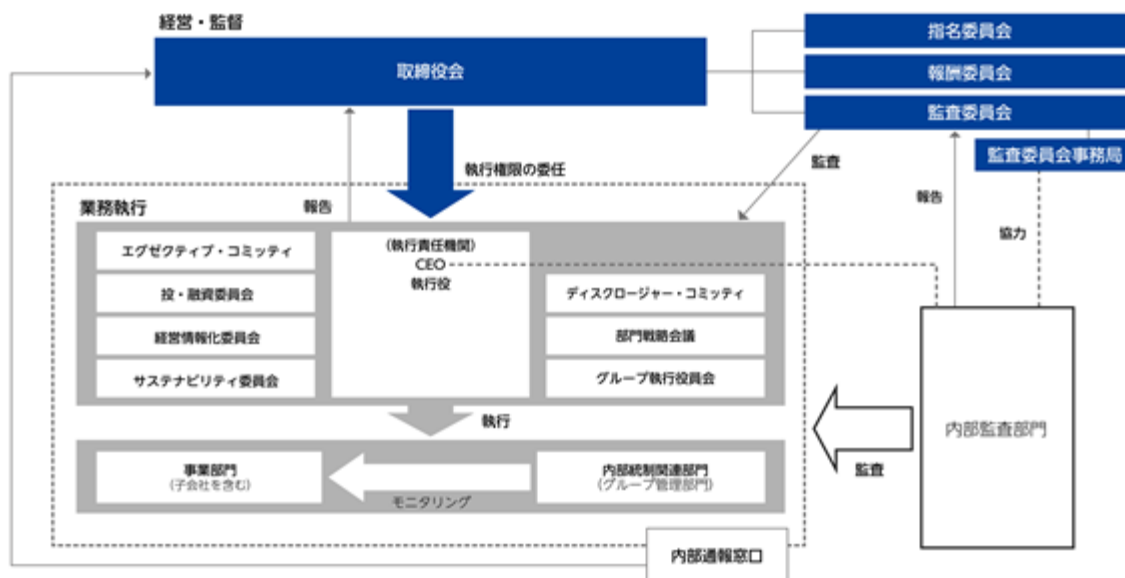 経営・監督
取締役会
指名委員会
報酬委員会
監査委員会
監査委員会事務局
執行権限の委任
監査
報告
協力
業務執行
報告
エグゼクティブ・コミッティ
投・融資委員会
経営情報化委員会
サステナビリティ委員会
(執行責任機関)
CEO
執行役
ディスクロージャー・コミッティ
部門戦略会議
グループ執行役員会
執行
事業部門
(子会社を含む)
モニタリング
内部統制関連部門
(グループ管理部門)
監査
内部監査部門
内部通報窓口